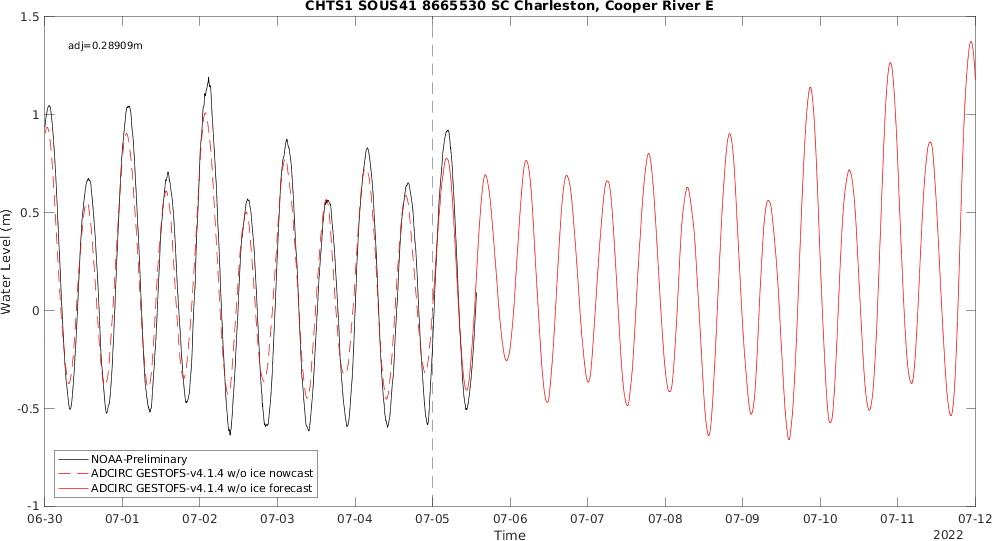 CHTS1 SOUS41 8665530 SC Charleston, Cooper River E
adj=0.28909m
1.5
1
0.5
0
-0.5
-1
Water Level (m)
NOAA-Preliminary
ADCIRC GESTOFS-v4.1.4 w/o ice nowcast
ADCIRC GESTOFS-v4.1.4 w/o ice forecast
06-30 07-01 07-02 07-03 07-04 07-05 07-06 07-07 07-08 07-09 07-10 07-11 07-12
Time
2022